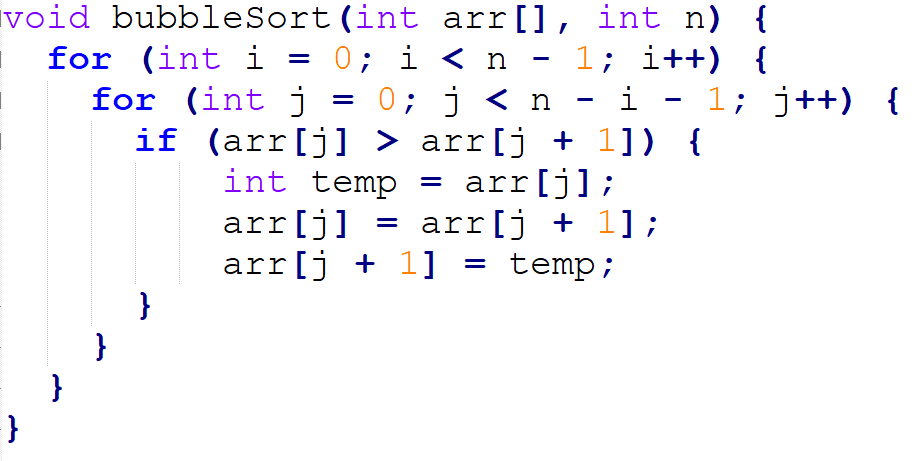 void bubbleSort(int arr[], int n) {
  for (int i = 0; i < n - 1; i++) {
    for (int j = 0; j < n - i - 1; j++) {
      if (arr[j] > arr[j + 1]) {
          int temp = arr[j];
          arr[j] = arr[j + 1];
          arr[j + 1] = temp;
      }
    }
  }
}